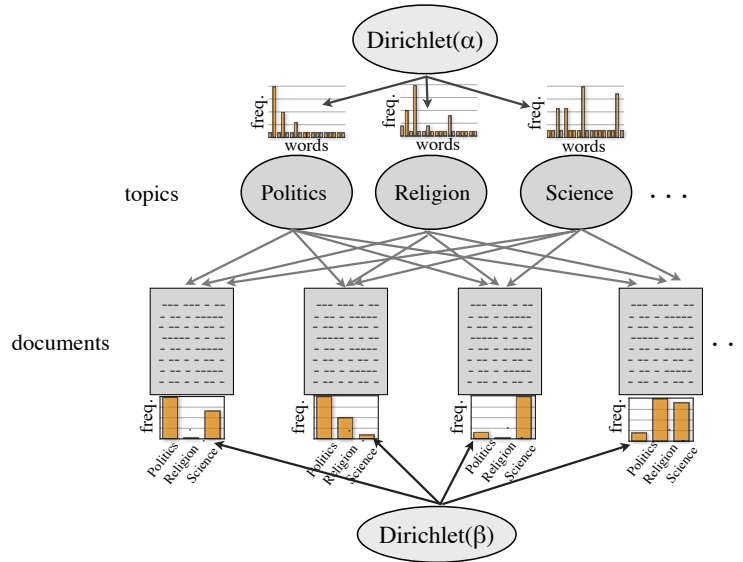 Dirichlet(α)
freq.
freq.
freq.
words
words
words
topics
Politics
Religion
Science
. . .
documents
. .
freq.
freq.
freq.
freq.
Politics
Religion
Science
Politics
Religion
Science
Politics
Religion
Science
Politics
Religion
Science
Dirichlet(β)